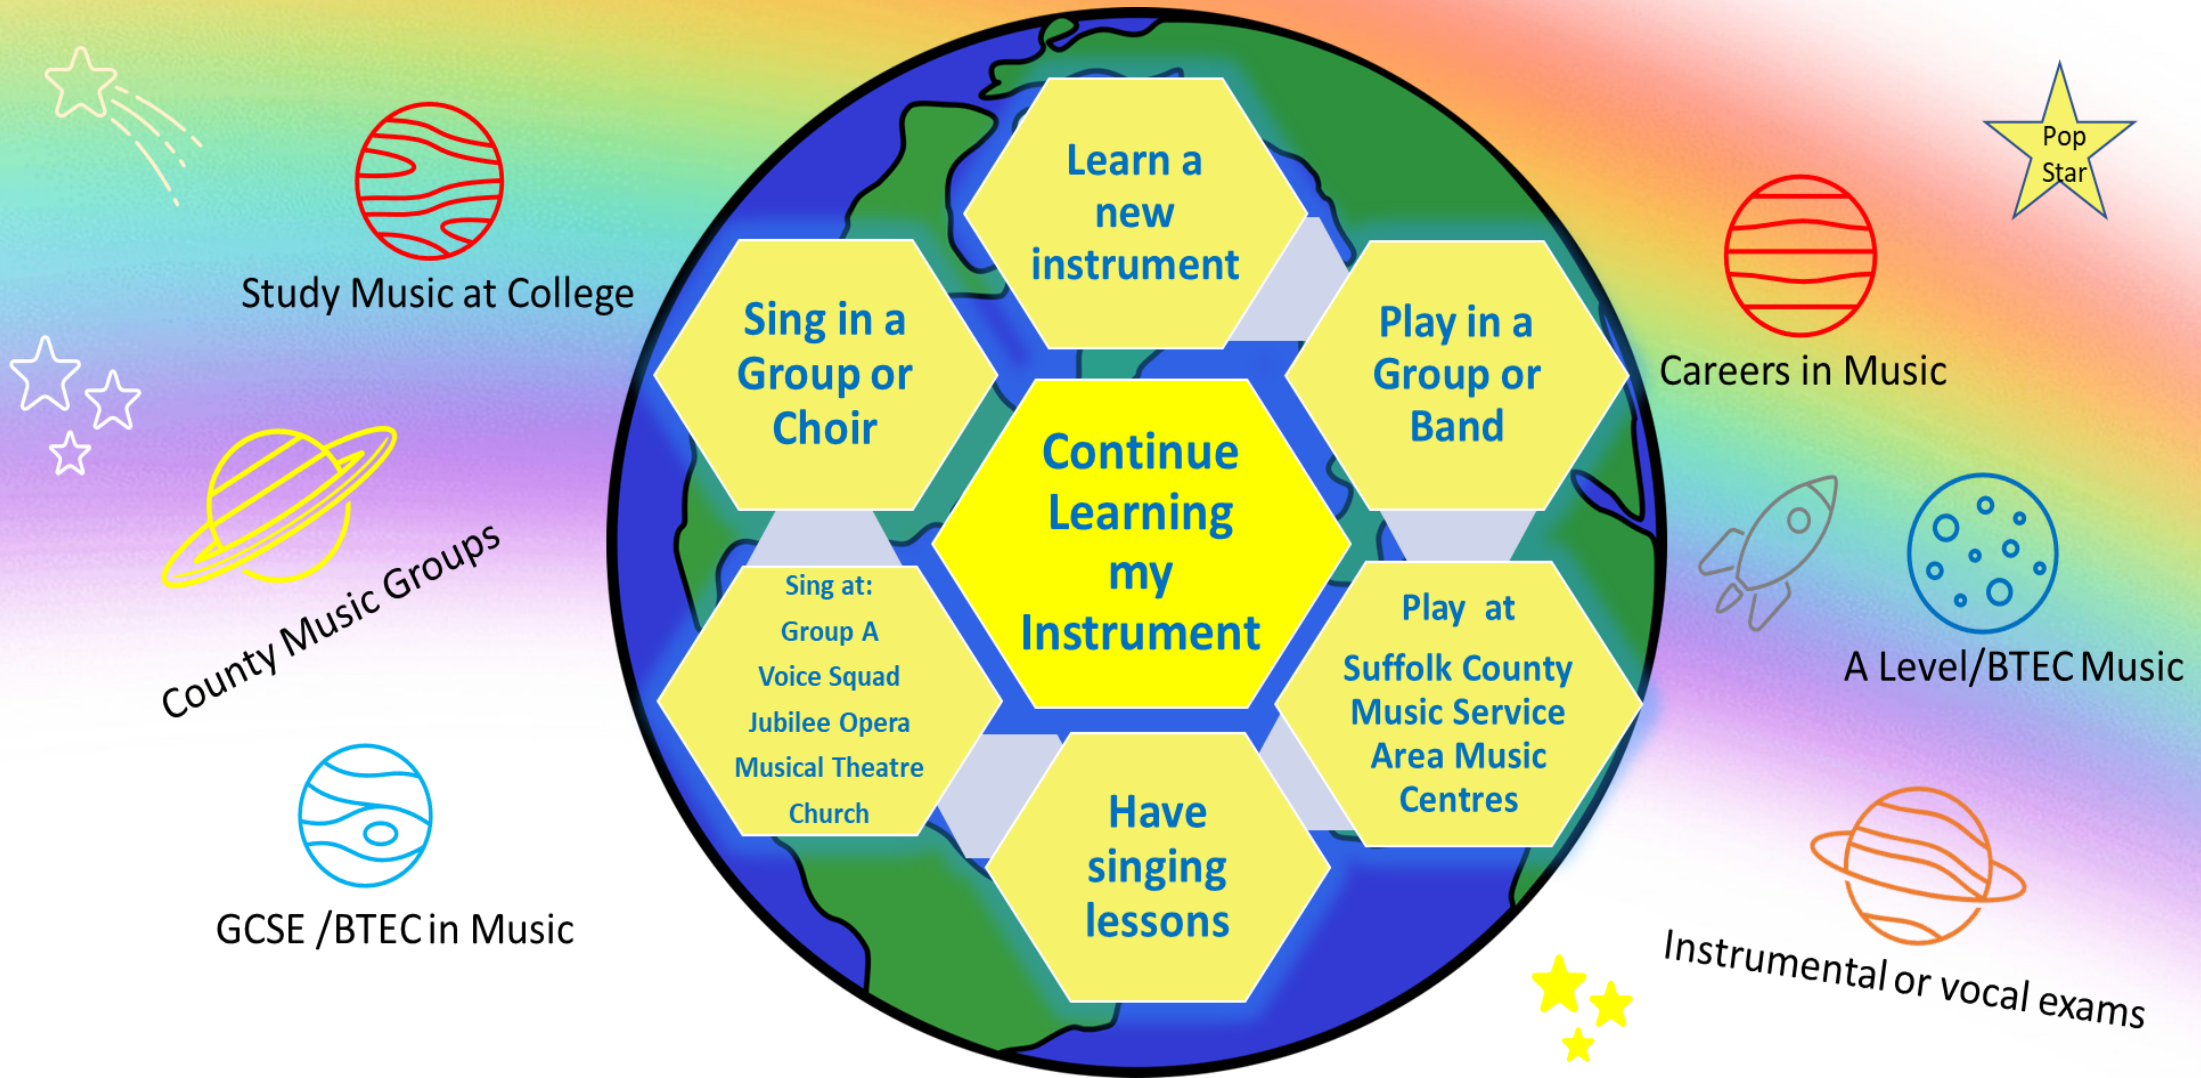 Study Music at College
County Music Groups
GCSE /BTEC in Music
Learn a
new
instrument
Sing in a
Group or
Choir
Play in a
Group or
Band
Continue
Learning
my
Instrument
Sing at:
Group A
Voice Squad
Jubilee Opera
Musical Theatre
Church
Play at
Suffolk County
Music Service
Area Music
Centres
Have
singing
lessons
Pop
Star
Careers in Music
A Level/BTEC Music
Instrumental or vocal exams